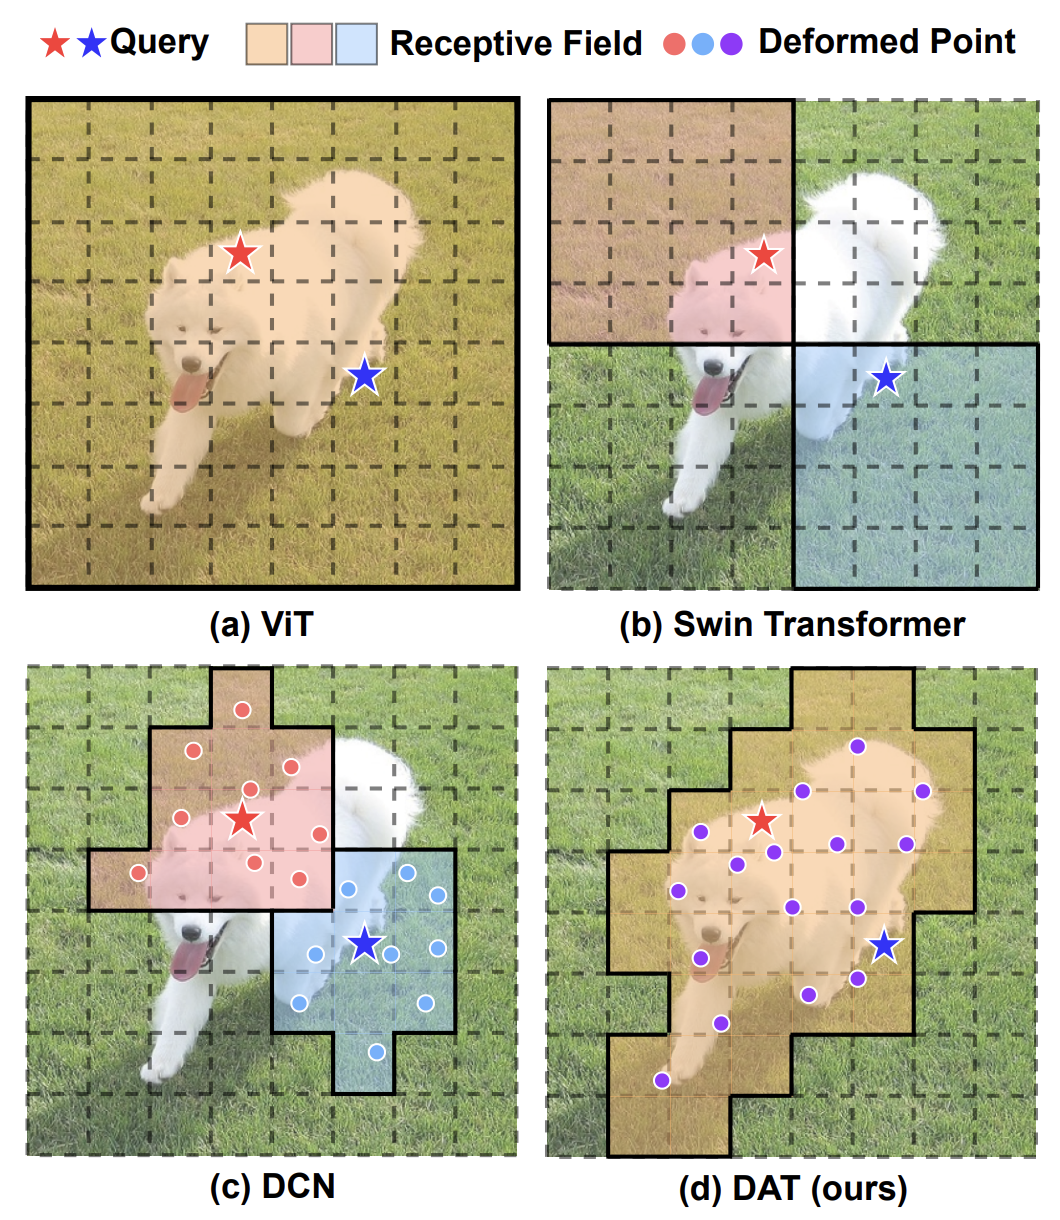 Query Receptive Field Deformed Point
(a) ViT (b) Swin Transformer
(c) DCN (d) DAT (ours)